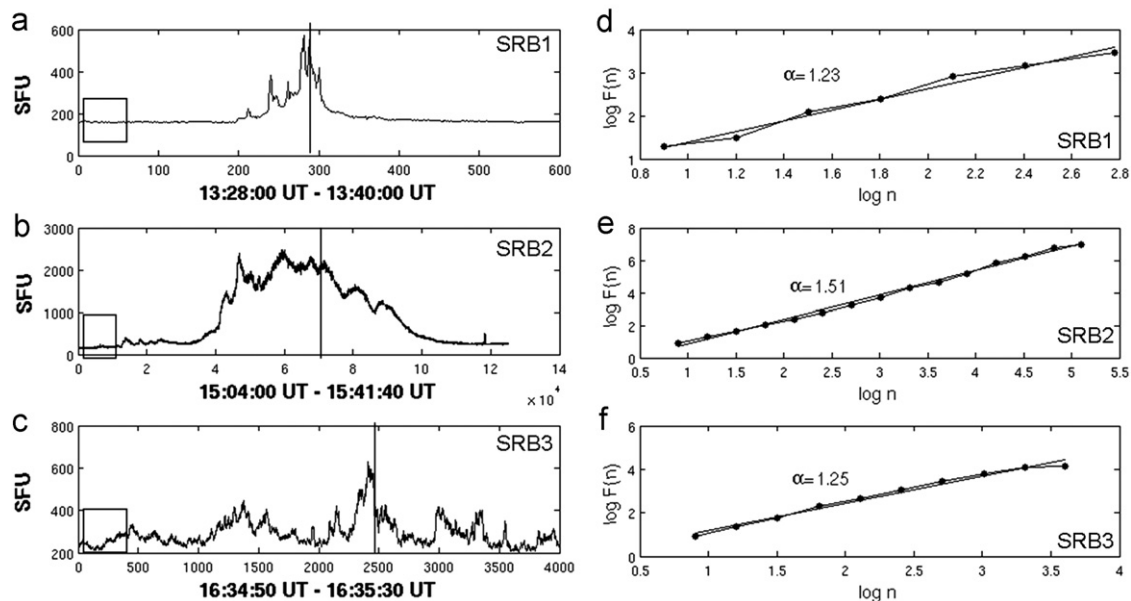 a
SRB1
600
400
200
0
SFU
0 100 200 300 400 500 600
13:28:00 UT - 13:40:00 UT
b
SRB2
3000
2000
1000
0
SFU
0 2 4 6 8 10 12 14
× 10⁴
15:04:00 UT - 15:41:40 UT
c
SRB3
800
600
400
200
SFU
0 500 1000 1500 2000 2500 3000 3500 4000
16:34:50 UT - 16:35:30 UT
d
4
3
2
1
log F(n)
α=1.23
SRB1
0.8 1 1.2 1.4 1.6 1.8 2 2.2 2.4 2.6 2.8
log n
e
8
6
4
2
0
log F(n)
α=1.51
SRB2
0.5 1 1.5 2 2.5 3 3.5 4 4.5 5 5.5
log n
f
6
4
2
0
log F(n)
α=1.25
SRB3
0.5 1 1.5 2 2.5 3 3.5 4
log n